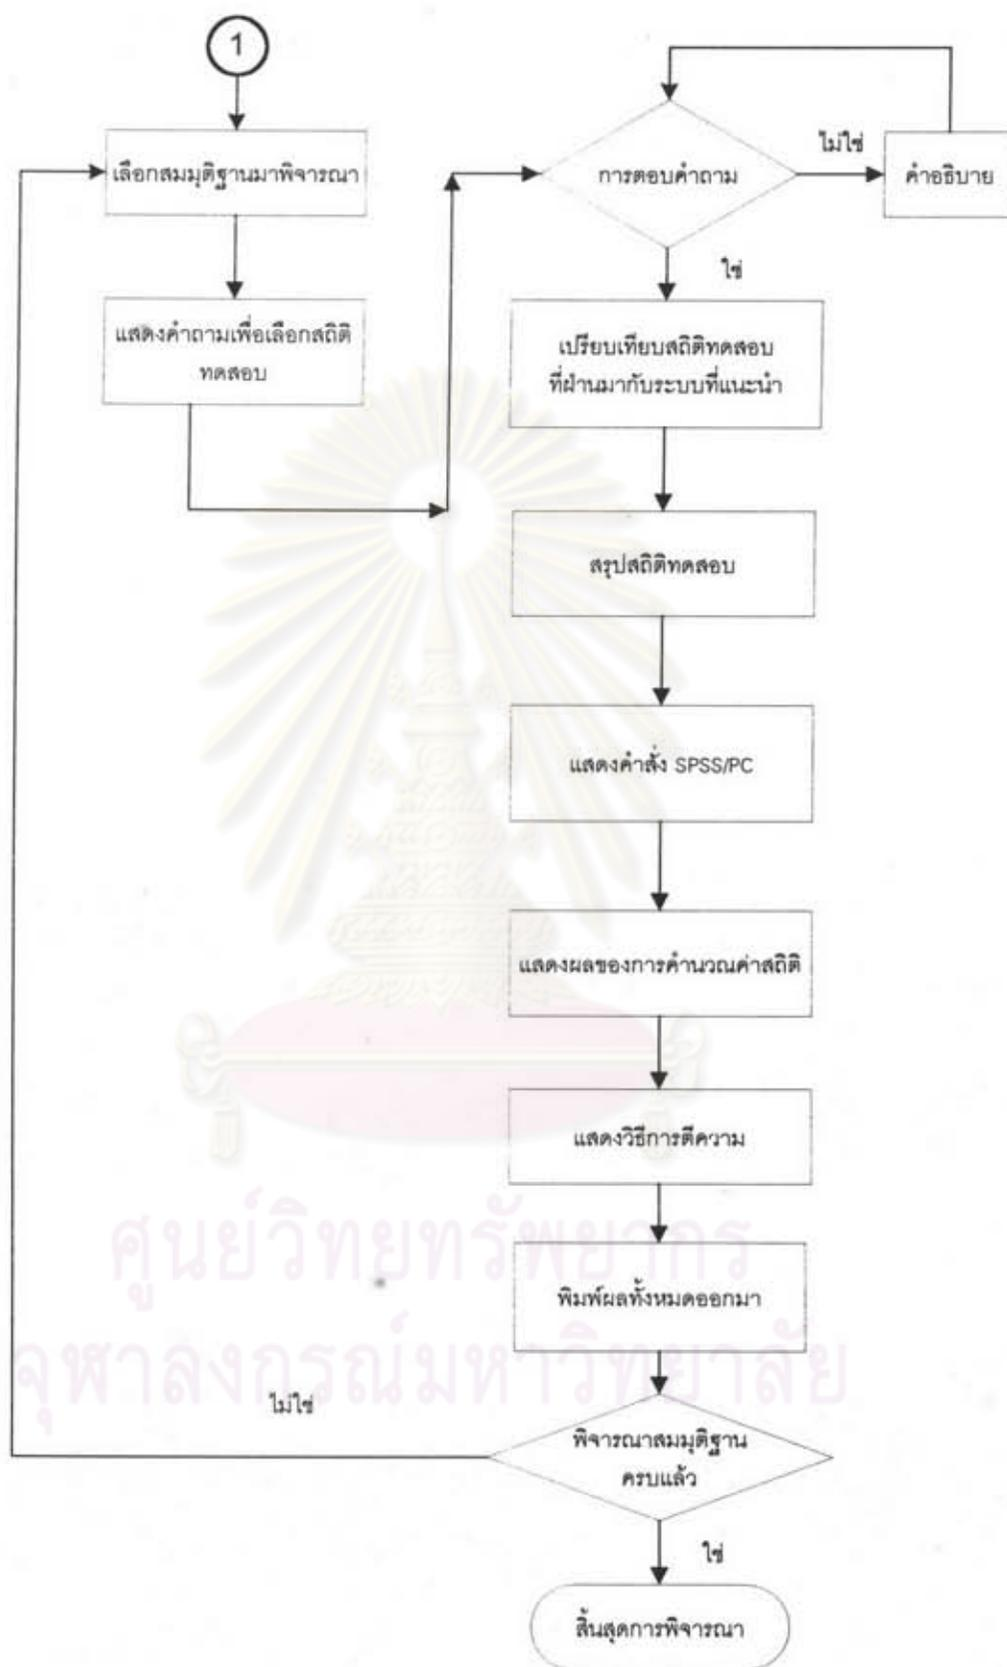 1
เลือกสมมุติฐานมาพิจารณา
แสดงคำถามเพื่อเลือกสถิติ
ทดสอบ
การตอบคำถาม
ไม่ใช่
คำอธิบาย
ใช่
เปรียบเทียบสถิติทดสอบ
ที่ผ่านมากับระบบที่แนะนำ
สรุปสถิติทดสอบ
แสดงคำสั่ง SPSS/PC
แสดงผลของการคำนวณค่าสถิติ
แสดงวิธีการตีความ
พิมพ์ผลทั้งหมดออกมา
ไม่ใช่
พิจารณาสมมุติฐาน
ครบแล้ว
ใช่
สิ้นสุดการพิจารณา
ศูนย์วิทยทรัพยากร
จุฬาลงกรณ์มหาวิทยาลัย